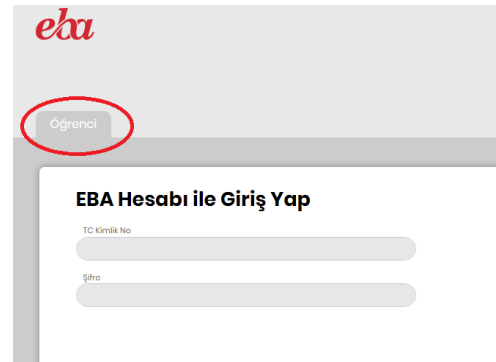 eba
Öğrenci
EBA Hesabı ile Giriş Yap
TC Kimlik No
Şifre